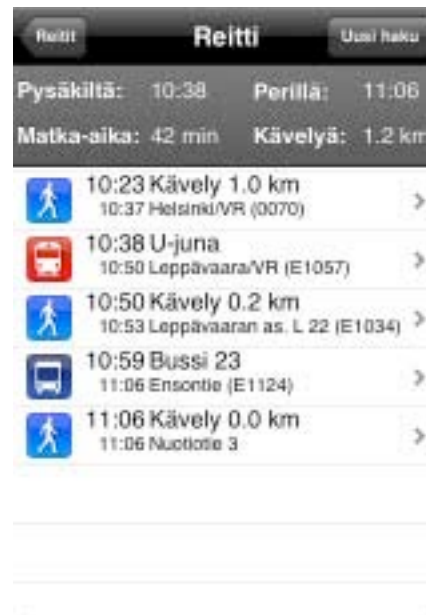 Reitit Reitti Uusi haku
Pysäkiltä: 10:38 Perillä: 11:06
Matka-aika: 42 min Kävelyä: 1.2 km
10:23 Kävely 1.0 km
10:37 Helsinki/VR (0070)
10:38 U-juna
10:50 Leppävaara/VR (E1057)
10:50 Kävely 0.2 km
10:53 Leppävaaran as. L 22 (E1034)
10:59 Bussi 23
11:06 Ensontie (E1124)
11:06 Kävely 0.0 km
11:06 Nuotiotie 3